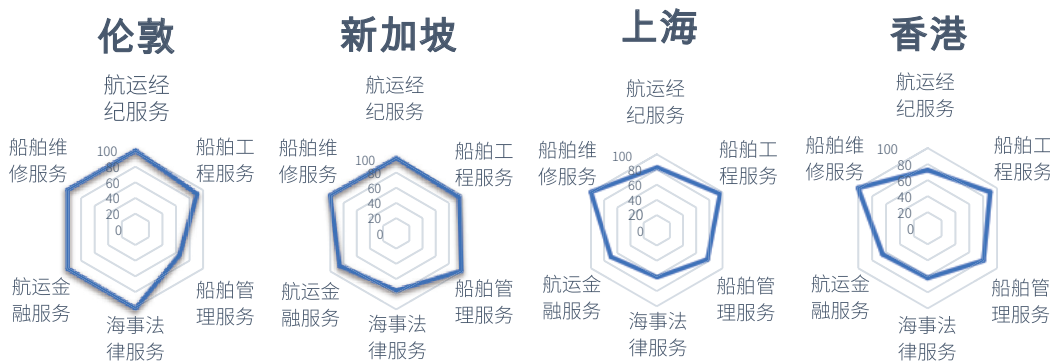 伦敦
航运经
纪服务
船舶维
修服务
船舶工
程服务
100
80
60
40
20
0
航运金
融服务
船舶管
理服务
海事法
律服务
新加坡
航运经
纪服务
船舶维
修服务
船舶工
程服务
100
80
60
40
20
0
航运金
融服务
船舶管
理服务
海事法
律服务
上海
航运经
纪服务
船舶维
修服务
船舶工
程服务
100
80
60
40
20
0
航运金
融服务
船舶管
理服务
海事法
律服务
香港
航运经
纪服务
船舶维
修服务
船舶工
程服务
100
80
60
40
20
0
航运金
融服务
船舶管
理服务
海事法
律服务